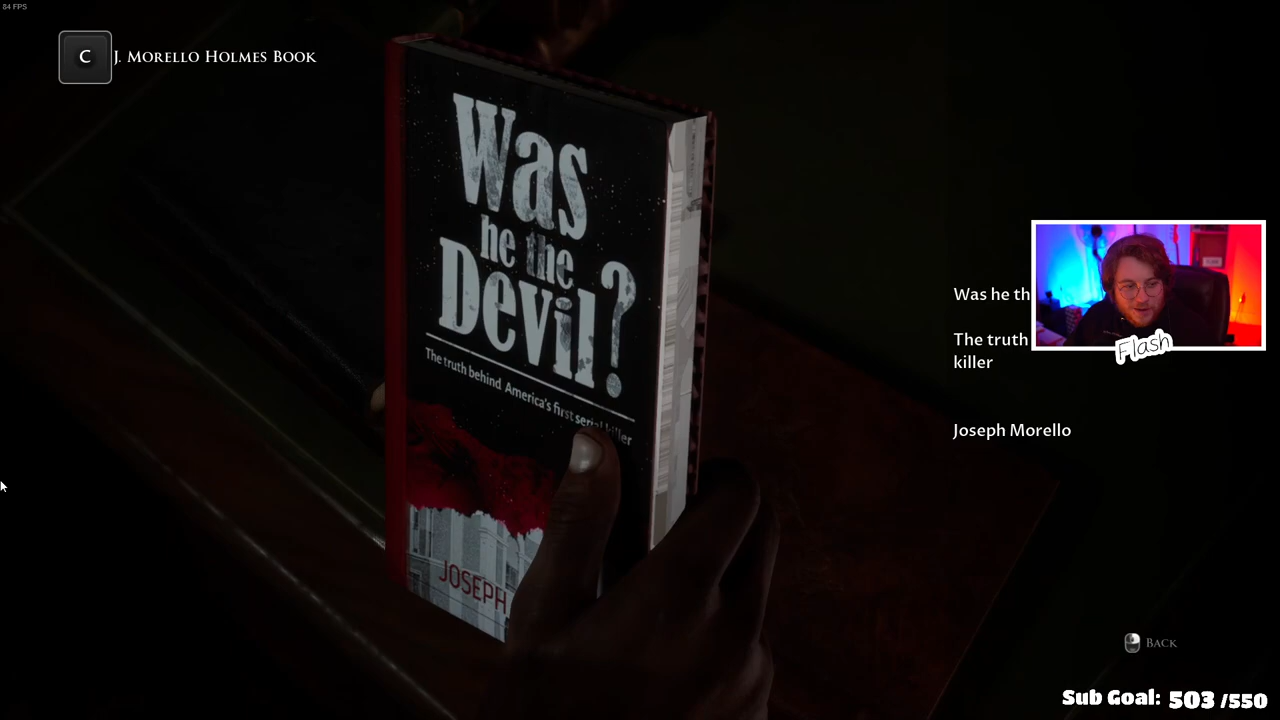 84 FPS
C
J. Morello Holmes Book
Was
he the
Devil?
The truth behind America's first serial killer
JOSEPH
Was he th
The truth
killer
Joseph Morello
Flash
Back
Sub Goal: 503 /550